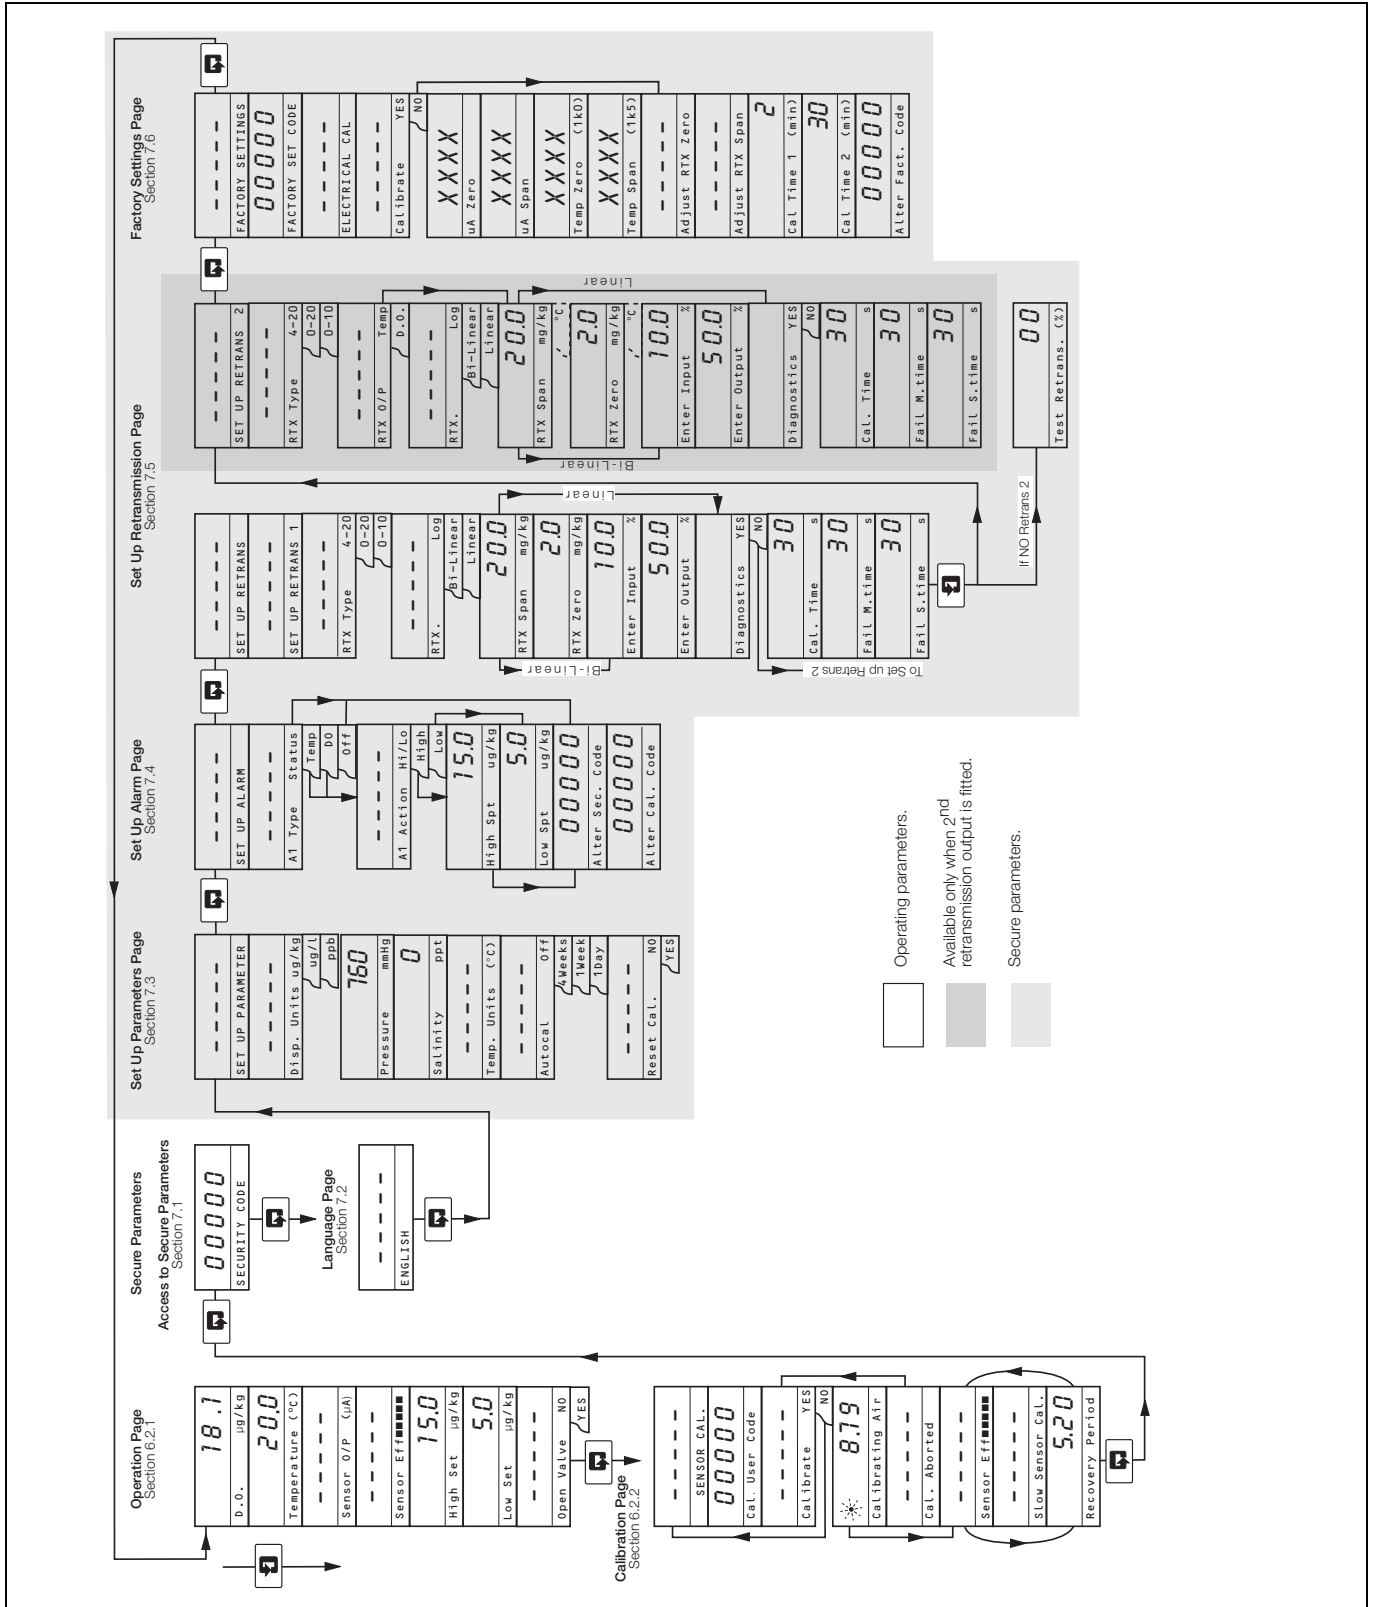 Operation Page
Section 6.2.1
18.1
D.O. µg/kg
20.0
Temperature (°C)
– – – – –
Sensor O/P (µA)
– – – – –
Sensor Eff■■■■■
15.0
High Set µg/kg
5.0
Low Set µg/kg
– – – – –
Open Valve NO
YES
Calibration Page
Section 6.2.2
– – – – –
SENSOR CAL.
00000
Cal. User Code
– – – – –
Calibrate YES
NO
8.19
Calibrating Air
– – – – –
Cal. Aborted
– – – – –
Sensor Eff■■■■■
– – – – –
Slow Sensor Cal.
5.20
Recovery Period
Secure Parameters
Access to Secure Parameters
Section 7.1
00000
SECURITY CODE
Language Page
Section 7.2
– – – – –
ENGLISH
Set Up Parameters Page
Section 7.3
– – – – –
SET UP PARAMETER
– – – – –
Disp. Units ug/kg
ug/l
ppb
760
Pressure mmHg
0
Salinity ppt
– – – – –
Temp. Units (°C)
– – – – –
Autocal Off
4Weeks
1Week
1Day
– – – – –
Reset Cal. NO
YES
Set Up Alarm Page
Section 7.4
– – – – –
SET UP ALARM
– – – – –
A1 Type Status
Temp
DO
Off
– – – – –
A1 Action Hi/Lo
High
Low
15.0
High Spt ug/kg
5.0
Low Spt ug/kg
00000
Alter Sec. Code
00000
Alter Cal. Code
Set Up Retransmission Page
Section 7.5
– – – – –
SET UP RETRANS
– – – – –
SET UP RETRANS 1
– – – – –
RTX Type 4-20
0-20
0-10
– – – – –
RTX. Log
Bi-Linear
Linear
20.0
RTX Span mg/kg
2.0
RTX Zero mg/kg
10.0
Enter Input %
50.0
Enter Output %
Diagnostics YES
NO
30
Cal. Time s
30
Fail M.time s
30
Fail S.time s
Bi-Linear
Linear
To Set up Retrans 2
If NO Retrans 2
– – – – –
SET UP RETRANS 2
– – – – –
RTX Type 4-20
0-20
0-10
– – – – –
RTX O/P Temp
D.O.
– – – – –
RTX. Log
Bi-Linear
Linear
20.0
RTX Span mg/kg
°C
2.0
RTX Zero mg/kg
°C
10.0
Enter Input %
50.0
Enter Output %
Diagnostics YES
NO
30
Cal. Time s
30
Fail M.time s
30
Fail S.time s
Bi-Linear
Linear
00
Test Retrans. (%)
Factory Settings Page
Section 7.6
– – – – –
FACTORY SETTINGS
00000
FACTORY SET CODE
– – – – –
ELECTRICAL CAL
– – – – –
Calibrate YES
NO
XXXX
uA Zero
XXXX
uA Span
XXXX
Temp Zero (1k0)
XXXX
Temp Span (1k5)
– – – – –
Adjust RTX Zero
– – – – –
Adjust RTX Span
2
Cal Time 1 (min)
30
Cal Time 2 (min)
00000
Alter Fact. Code
Operating parameters.
Available only when 2nd
retransmission output is fitted.
Secure parameters.